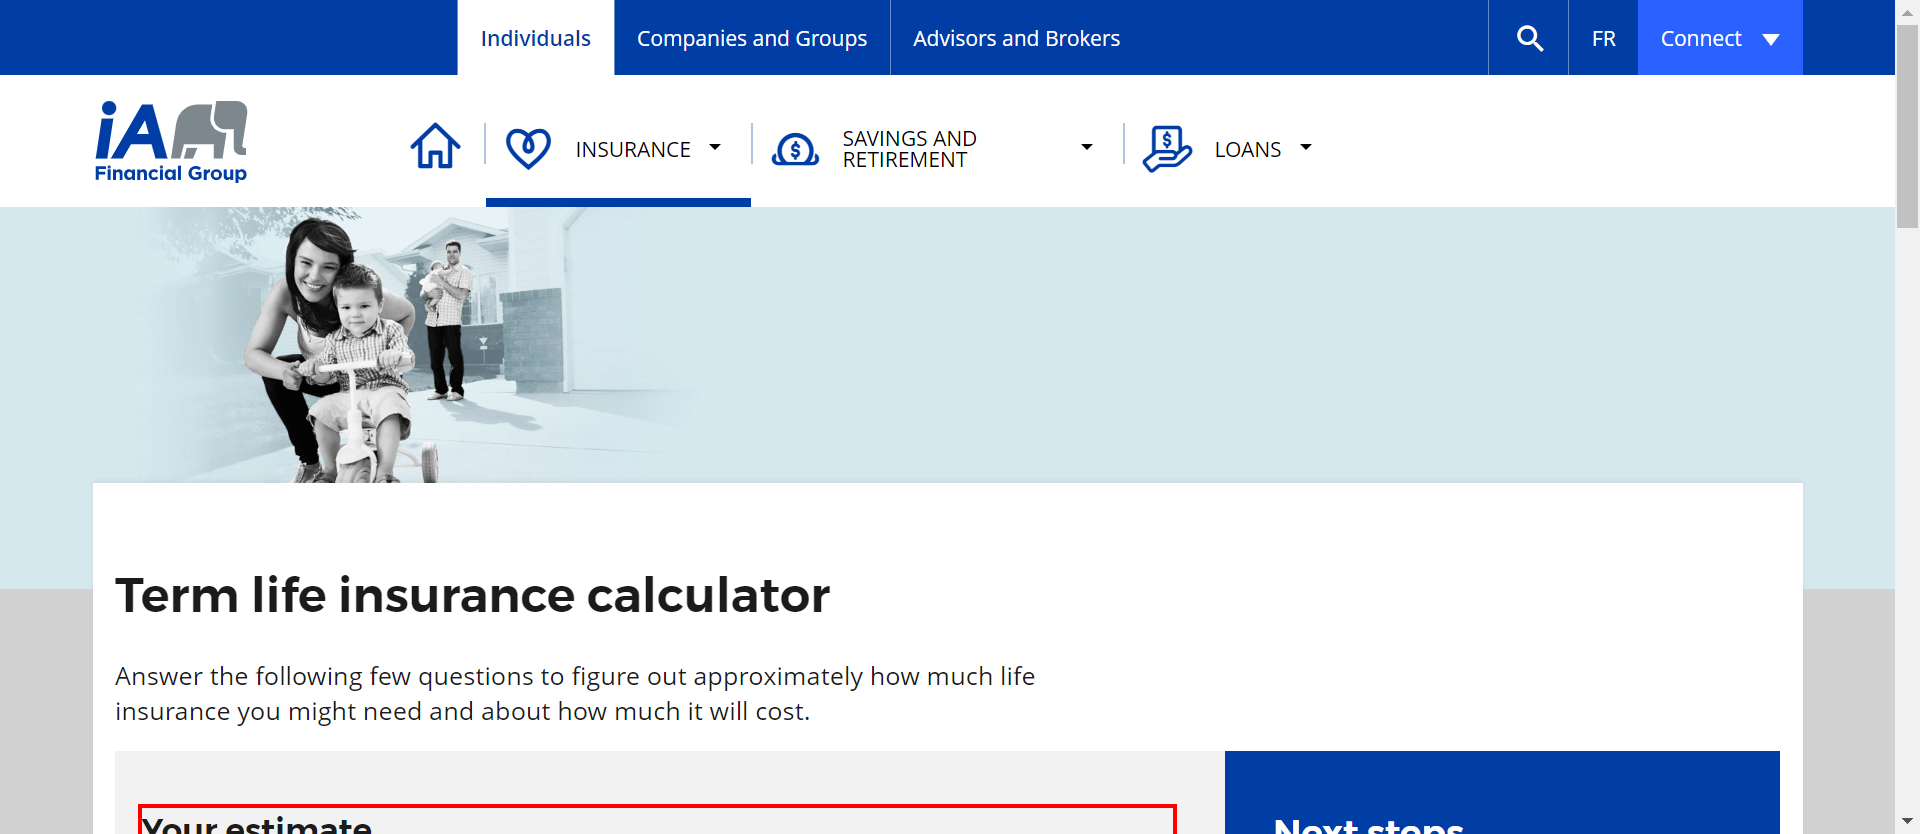 Individuals
Companies and Groups
Advisors and Brokers
FR
Connect
iA
Financial Group
INSURANCE
SAVINGS AND
RETIREMENT
LOANS
Term life insurance calculator
Answer the following few questions to figure out approximately how much life
insurance you might need and about how much it will cost.
Your estimate
Next steps